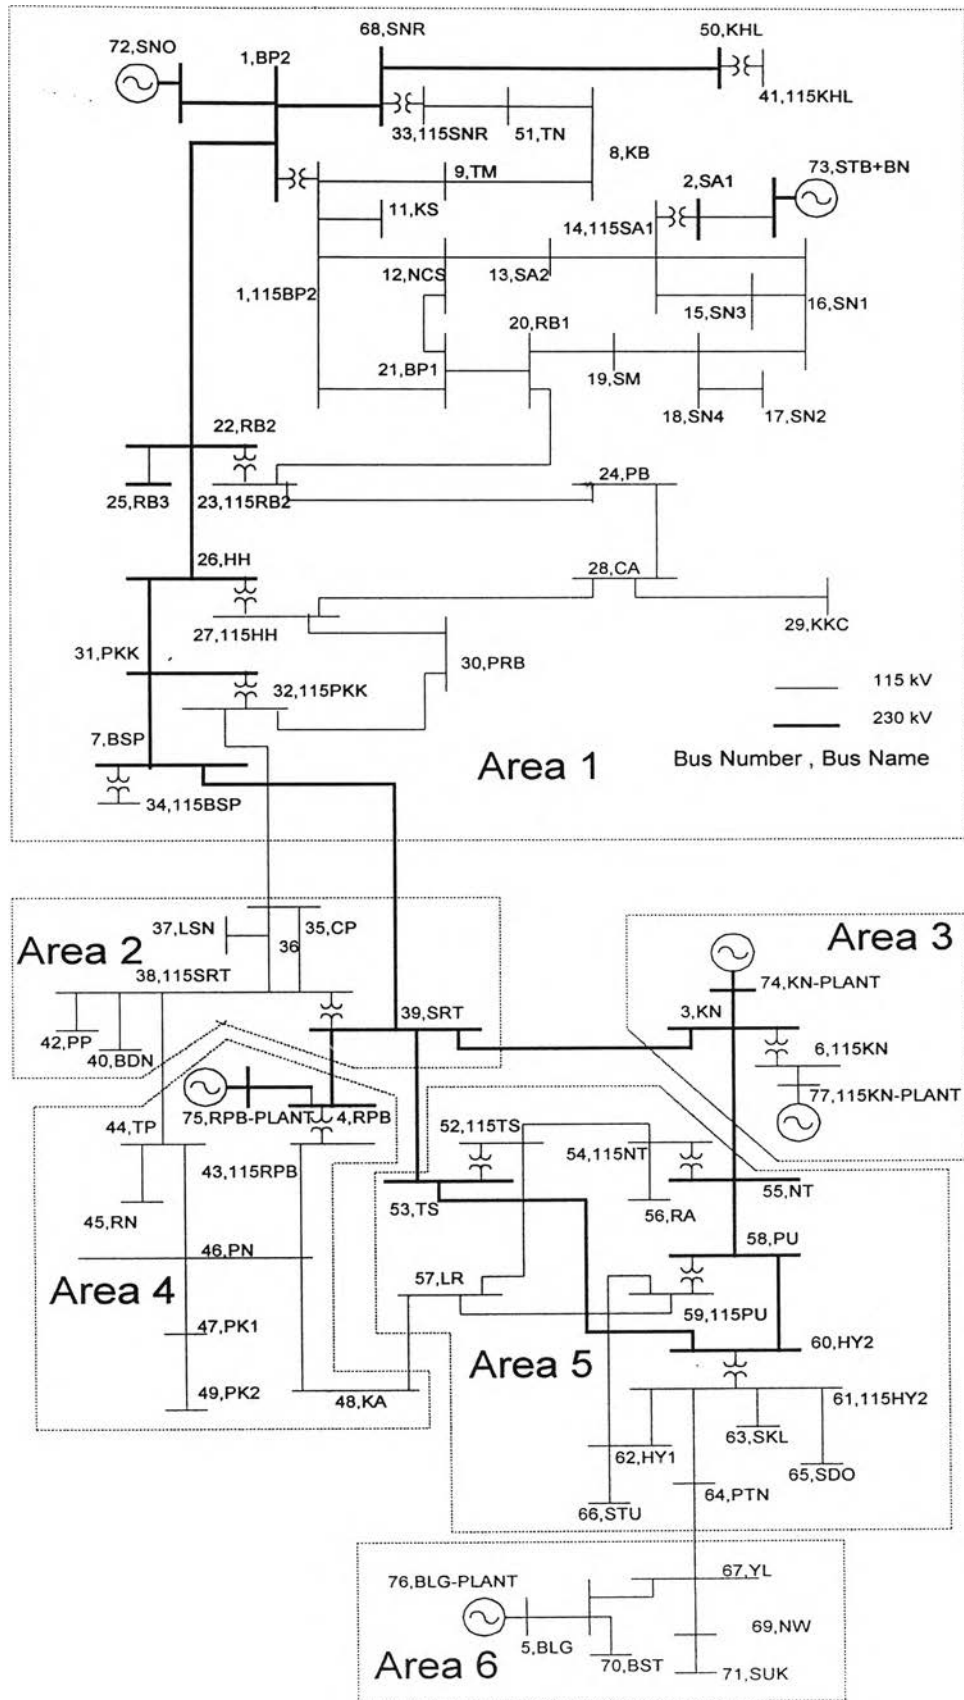 68,SNR
50,KHL
72,SNO
1,BP2
41,115KHL
33,115SNR
51,TN
8,KB
73,STB+BN
9,TM
2,SA1
11,KS
14,115SA1
12,NCS
13,SA2
1,115BP2
15,SN3
16,SN1
20,RB1
21,BP1
19,SM
18,SN4
17,SN2
22,RB2
24,PB
25,RB3
23,115RB2
26,HH
28,CA
27,115HH
29,KKC
31,PKK
30,PRB
32,115PKK
115 kV
230 kV
7,BSP
Area 1
Bus Number , Bus Name
34,115BSP
37,LSN
35,CP
Area 2
36
Area 3
38,115SRT
74,KN-PLANT
39,SRT
3,KN
42,PP
40,BDN
6,115KN
77,115KN-PLANT
75,RPB-PLANT
4,RPB
44,TP
52,115TS
43,115RPB
54,115NT
55,NT
53,TS
56,RA
45,RN
58,PU
46,PN
57,LR
Area 4
59,115PU
47,PK1
60,HY2
Area 5
49,PK2
48,KA
61,115HY2
63,SKL
62,HY1
65,SDO
64,PTN
66,STU
67,YL
76,BLG-PLANT
69,NW
5,BLG
70,BST
71,SUK
Area 6